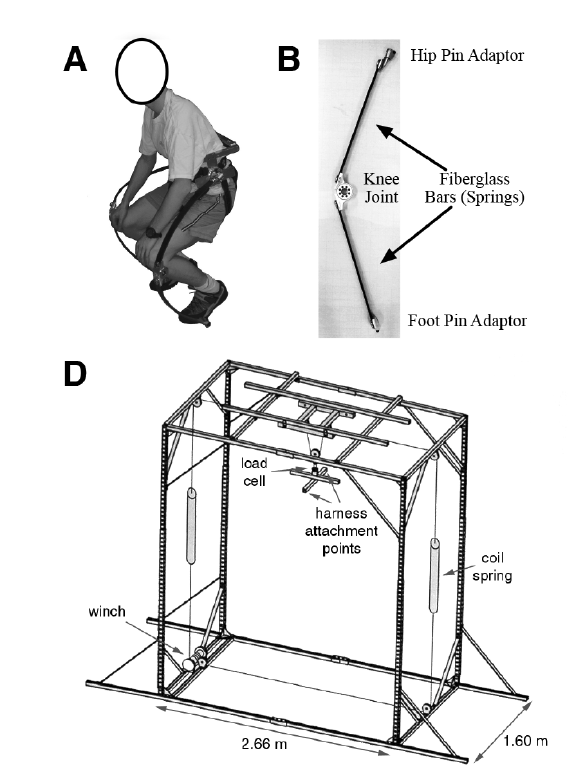 A
B
Hip Pin Adaptor
Knee
Joint
Fiberglass
Bars (Springs)
Foot Pin Adaptor
D
load
cell
harness
attachment
points
coil
spring
winch
2.66 m
1.60 m